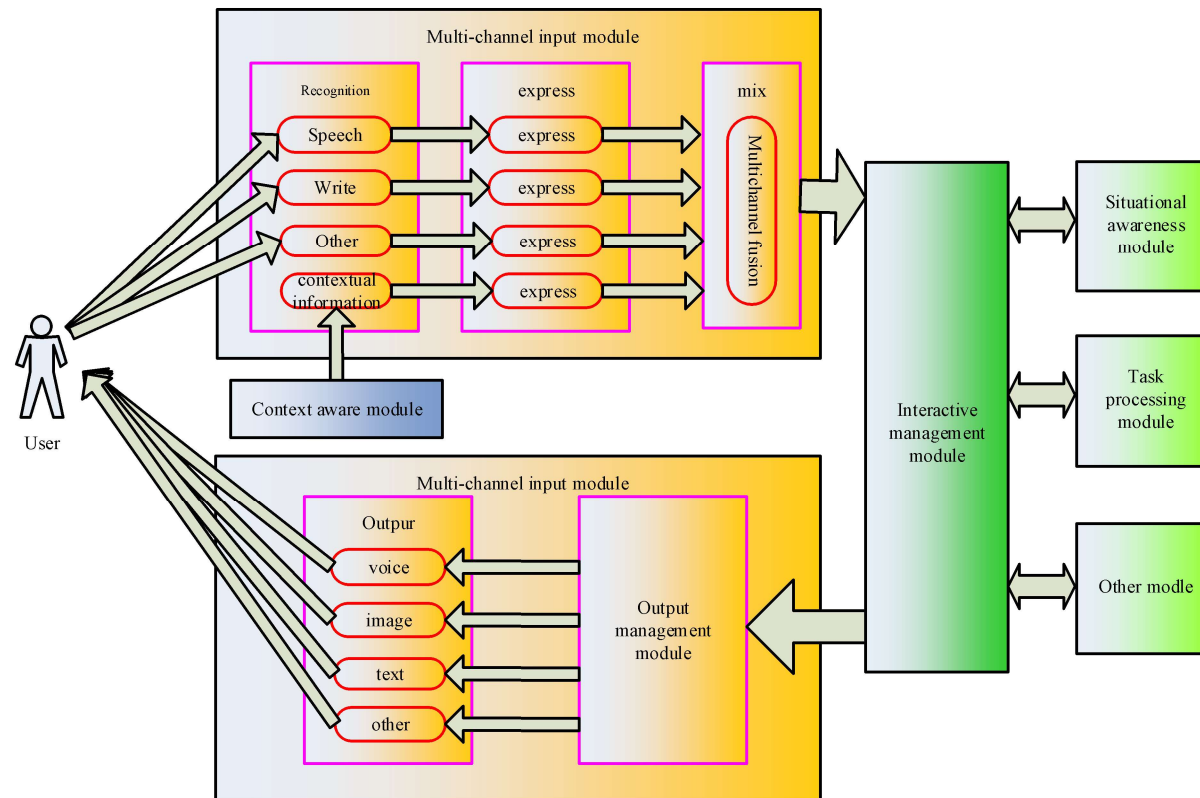 Multi-channel input module
Recognition
express
mix
Speech
express
Write
express
Other
express
contextual
information
express
Multichannel fusion
Context aware module
User
Interactive
management
module
Situational
awareness
module
Task
processing
module
Other modle
Multi-channel input module
Outpur
voice
image
text
other
Output
management
module